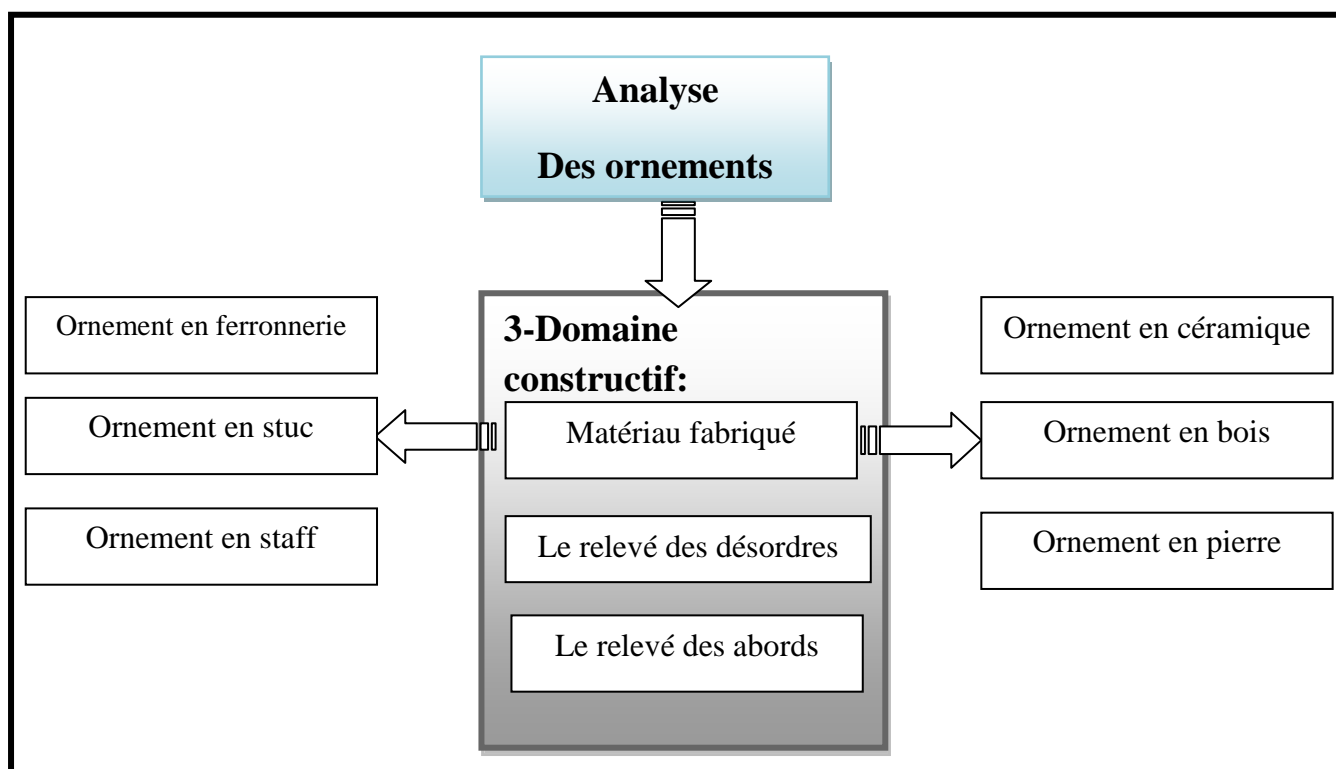 Analyse
Des ornements
Ornement en ferronnerie
Ornement en stuc
Ornement en staff
3-Domaine
constructif:
Matériau fabriqué
Le relevé des désordres
Le relevé des abords
Ornement en céramique
Ornement en bois
Ornement en pierre